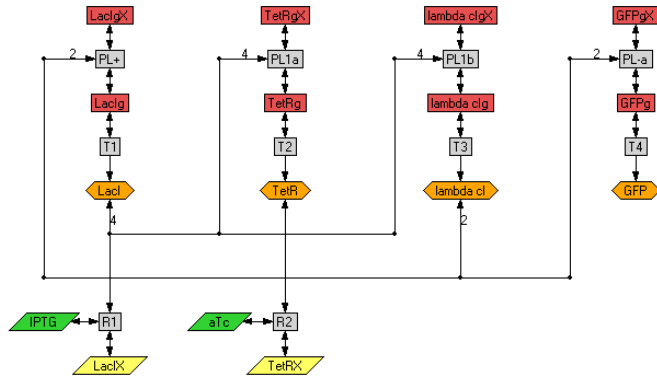 LacIgX TetRgX lambda cIgX GFPgX
2 PL+ 4 PL1a 4 PL1b 2 PL-a
LacIg TetRg lambda cIg GFPg
T1 T2 T3 T4
LacI TetR lambda cI GFP
4 2
IPTG R1 aTc R2
LacIX TetRX